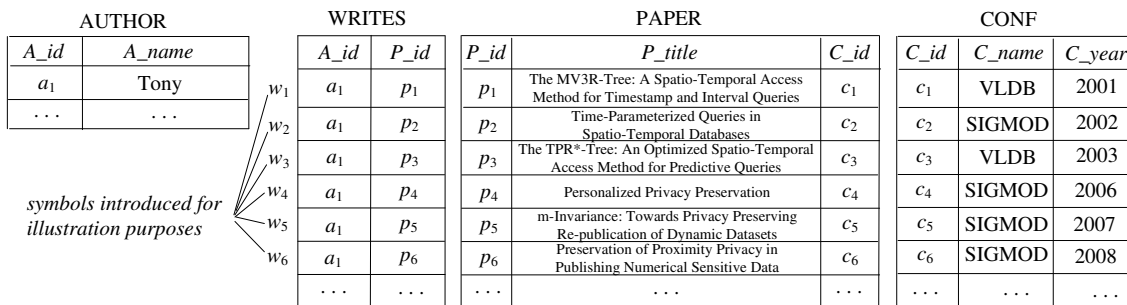 AUTHOR WRITES PAPER CONF
A_id A_name A_id P_id P_id P_title C_id C_id C_name C_year
a1 Tony w1 a1 p1 p1 The MV3R-Tree: A Spatio-Temporal Access c1 c1 VLDB 2001
Method for Timestamp and Interval Queries
. . . . . . w2 a1 p2 p2 Time-Parameterized Queries in c2 c2 SIGMOD 2002
Spatio-Temporal Databases
w3 a1 p3 p3 The TPR*-Tree: An Optimized Spatio-Temporal c3 c3 VLDB 2003
Access Method for Predictive Queries
w4 a1 p4 p4 Personalized Privacy Preservation c4 c4 SIGMOD 2006
symbols introduced for
illustration purposes
w5 a1 p5 p5 m-Invariance: Towards Privacy Preserving c5 c5 SIGMOD 2007
Re-publication of Dynamic Datasets
w6 a1 p6 p6 Preservation of Proximity Privacy in c6 c6 SIGMOD 2008
Publishing Numerical Sensitive Data
. . . . . . . . . . . . . . . . . . . . . . . .